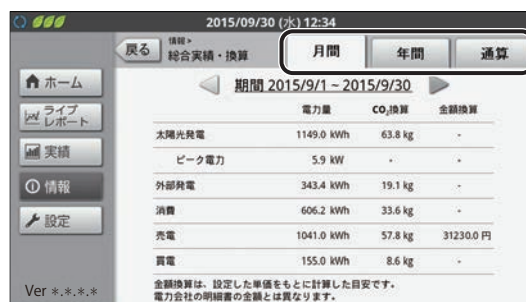 2015/09/30 (水) 12:34
戻る
情報>
総合実績・換算
月間 年間 通算
ホーム
ライブ
レポート
実績
情報
設定
Ver *.*.*.*
期間 2015/9/1 ~ 2015/9/30
電力量 CO₂換算 金額換算
太陽光発電 1149.0 kWh 63.8 kg -
ピーク電力 5.9 kW - -
外部発電 343.4 kWh 19.1 kg -
消費 606.2 kWh 33.6 kg -
売電 1041.0 kWh 57.8 kg 31230.0 円
買電 155.0 kWh 8.6 kg -
金額換算は、設定した単価をもとに計算した目安です。
電力会社の明細書の金額とは異なります。